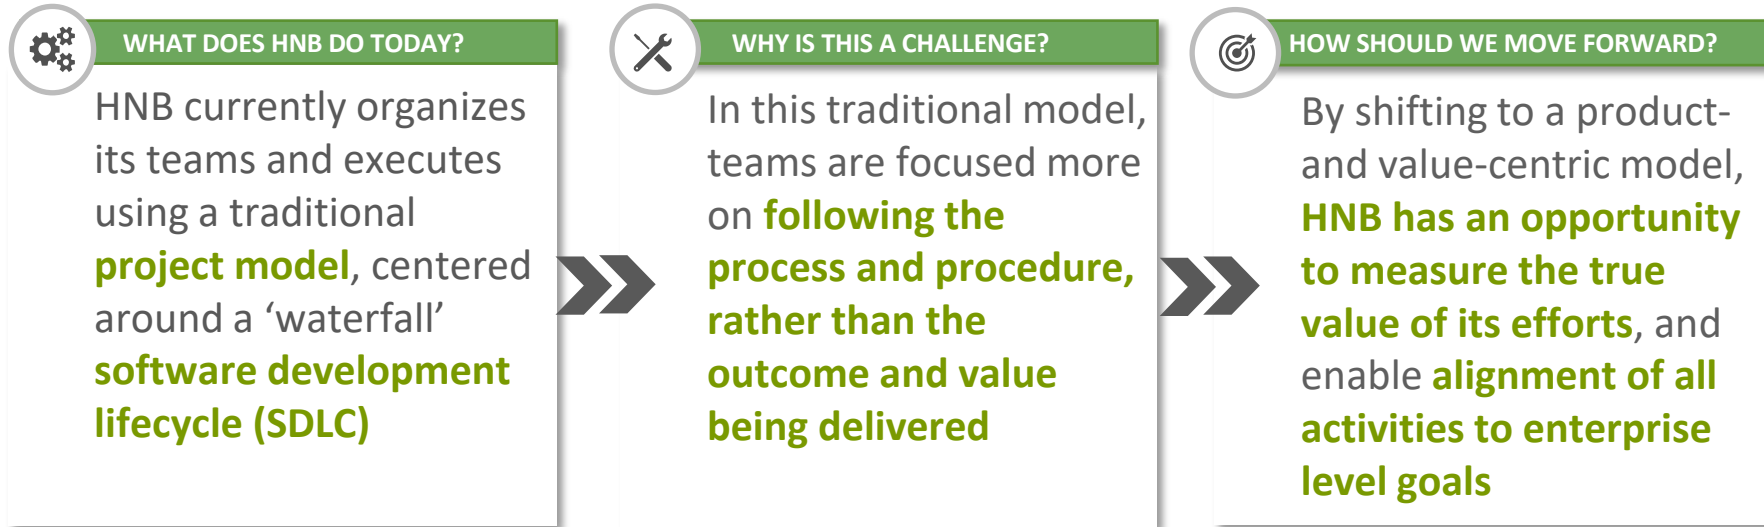 WHAT DOES HNB DO TODAY?
HNB currently organizes
its teams and executes
using a traditional
project model, centered
around a ‘waterfall’
software development
lifecycle (SDLC)
WHY IS THIS A CHALLENGE?
In this traditional model,
teams are focused more
on following the
process and procedure,
rather than the
outcome and value
being delivered
HOW SHOULD WE MOVE FORWARD?
By shifting to a product-
and value-centric model,
HNB has an opportunity
to measure the true
value of its efforts, and
enable alignment of all
activities to enterprise
level goals